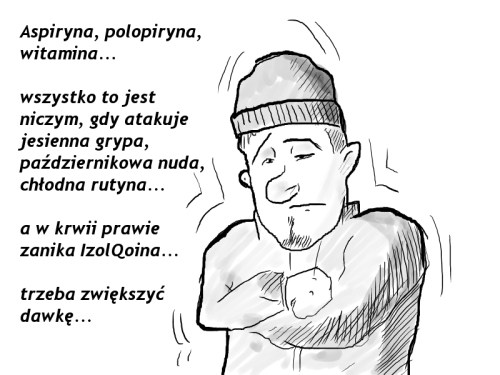 Aspiryna, polopiryna,
witamina...
wszystko to jest
niczym, gdy atakuje
jesienna grypa,
październikowa nuda,
chłodna rutyna...
a w krwii prawie
zanika IzolQoina...
trzeba zwiększyć
dawkę...